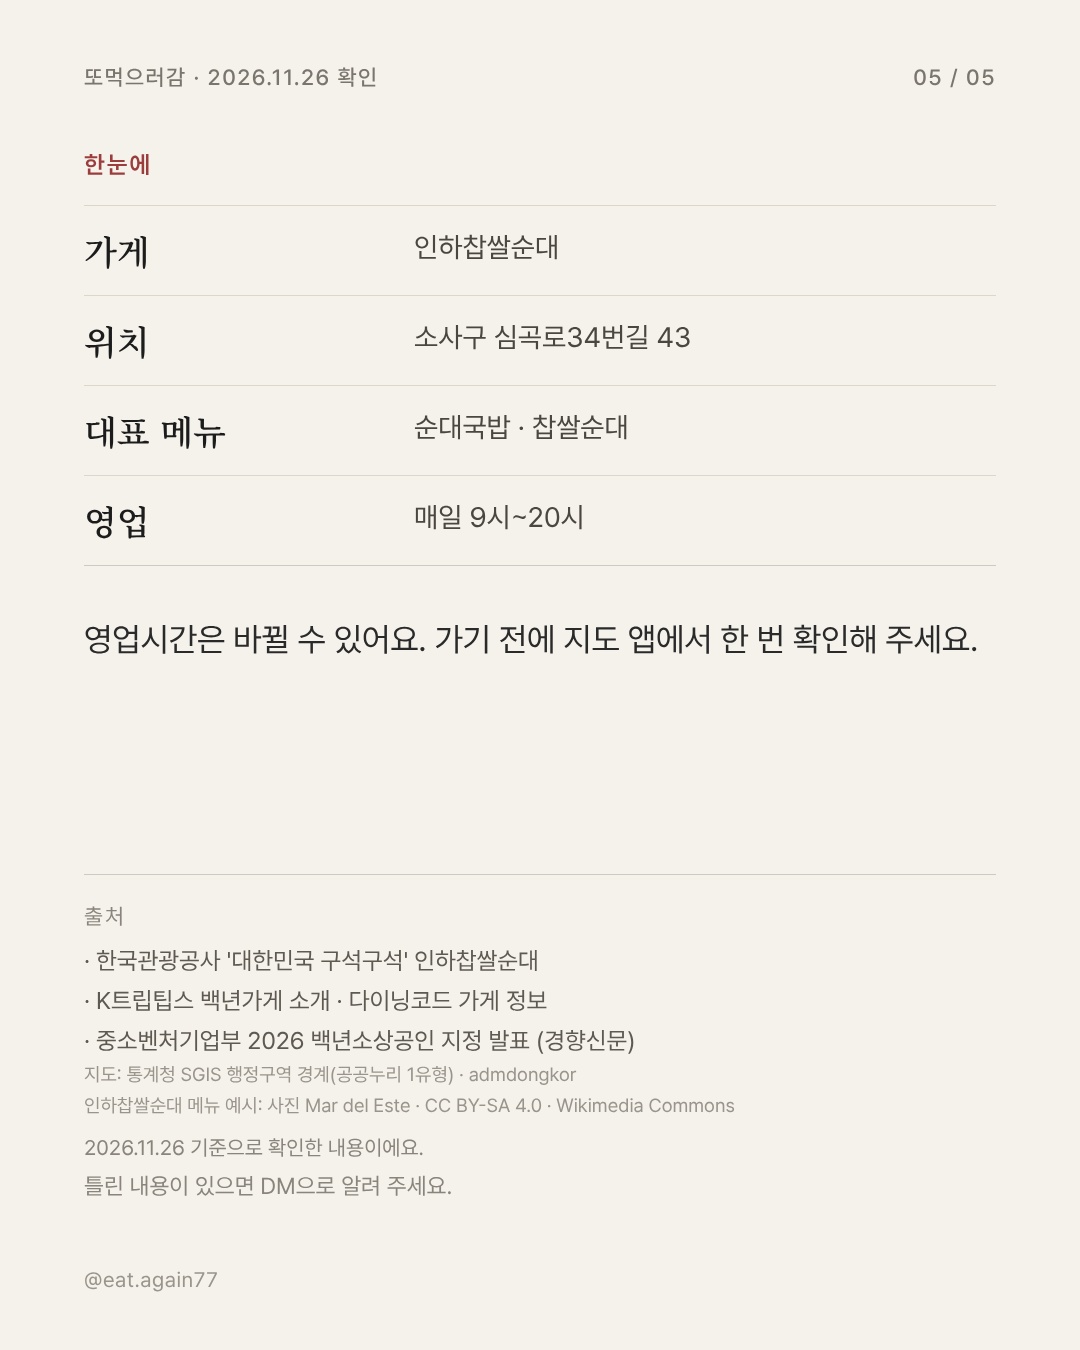 또먹으러감 · 2026.11.26 확인
05 / 05
한눈에
가게 인하찹쌀순대
위치 소사구 심곡로34번길 43
대표 메뉴 순대국밥 · 찹쌀순대
영업 매일 9시~20시
영업시간은 바뀔 수 있어요. 가기 전에 지도 앱에서 한 번 확인해 주세요.
출처
· 한국관광공사 '대한민국 구석구석' 인하찹쌀순대
· K트립팁스 백년가게 소개 · 다이닝코드 가게 정보
· 중소벤처기업부 2026 백년소상공인 지정 발표 (경향신문)
지도: 통계청 SGIS 행정구역 경계(공공누리 1유형) · admdongkor
인하찹쌀순대 메뉴 예시: 사진 Mar del Este · CC BY-SA 4.0 · Wikimedia Commons
2026.11.26 기준으로 확인한 내용이에요.
틀린 내용이 있으면 DM으로 알려 주세요.
@eat.again77